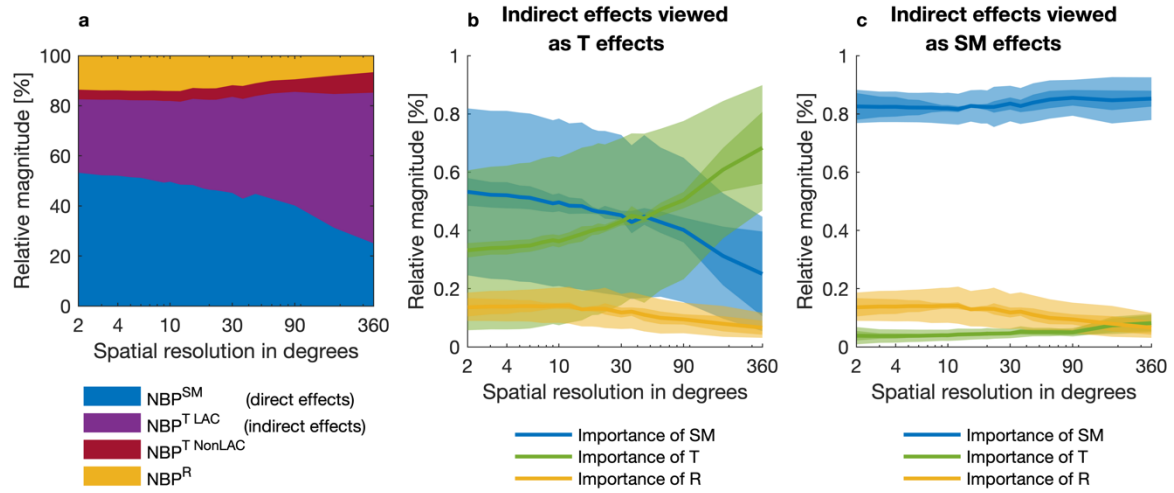 a
Relative magnitude [%]
100
80
60
40
20
0
2 4 10 30 90 360
Spatial resolution in degrees
NBP^SM (direct effects)
NBP^T LAC (indirect effects)
NBP^T NonLAC
NBP^R
b Indirect effects viewed
as T effects
Relative magnitude [%]
1
0.8
0.6
0.4
0.2
0
2 4 10 30 90 360
Spatial resolution in degrees
Importance of SM
Importance of T
Importance of R
c Indirect effects viewed
as SM effects
Relative magnitude [%]
1
0.8
0.6
0.4
0.2
0
2 4 10 30 90 360
Spatial resolution in degrees
Importance of SM
Importance of T
Importance of R